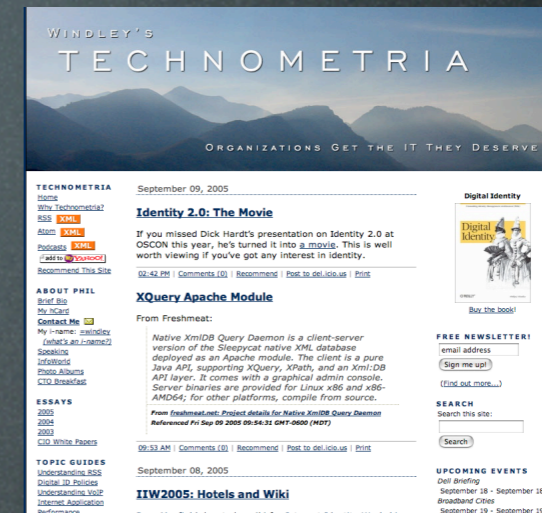 WINDLEY'S
TECHNOMETRIA
ORGANIZATIONS GET THE IT THEY DESERVE
TECHNOMETRIA
Home
Why Technometria?
RSS XML
Atom XML
Podcasts XML
add to MY YAHOO!
Recommend This Site
ABOUT PHIL
Brief Bio
My hCard
Contact Me
My i-name: =windley
(what's an i-name?)
Speaking
InfoWorld
Photo Albums
CTO Breakfast
ESSAYS
2005
2004
2003
CIO White Papers
TOPIC GUIDES
Understanding RSS
Digital ID Policies
Understanding VoIP
Internet Application
Performance
September 09, 2005
Identity 2.0: The Movie
If you missed Dick Hardt's presentation on Identity 2.0 at
OSCON this year, he's turned it into a movie. This is well
worth viewing if you've got any interest in identity.
02:42 PM | Comments (0) | Recommend | Post to del.icio.us | Print
XQuery Apache Module
From Freshmeat:
Native XmlDB Query Daemon is a client-server
version of the Sleepycat native XML database
deployed as an Apache module. The client is a pure
Java API, supporting XQuery, XPath, and an Xml:DB
API layer. It comes with a graphical admin console.
Server binaries are provided for Linux x86 and x86-
AMD64; for other platforms, compile from source.
From freshmeat.net: Project details for Native XmlDB Query Daemon
Referenced Fri Sep 09 2005 09:54:31 GMT-0600 (MDT)
09:53 AM | Comments (0) | Recommend | Post to del.icio.us | Print
September 08, 2005
IIW2005: Hotels and Wiki
Digital Identity
Digital
Identity
Buy the book!
FREE NEWSLETTER!
email address
Sign me up!
(Find out more...)
SEARCH
Search this site:
Search
UPCOMING EVENTS
Dell Briefing
September 18 - September 18
Broadband Cities
September 19 - September 19